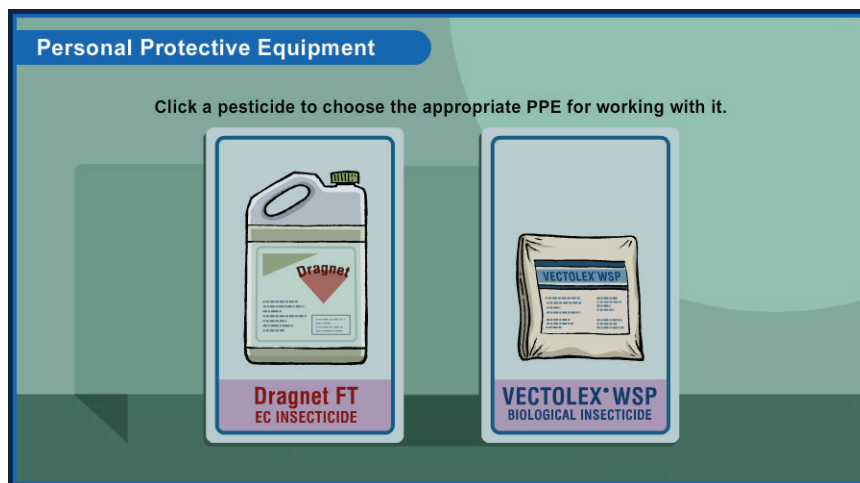 Personal Protective Equipment
Click a pesticide to choose the appropriate PPE for working with it.
Dragnet
VECTOLEX WSP
Dragnet FT
EC INSECTICIDE
VECTOLEX• WSP
BIOLOGICAL INSECTICIDE